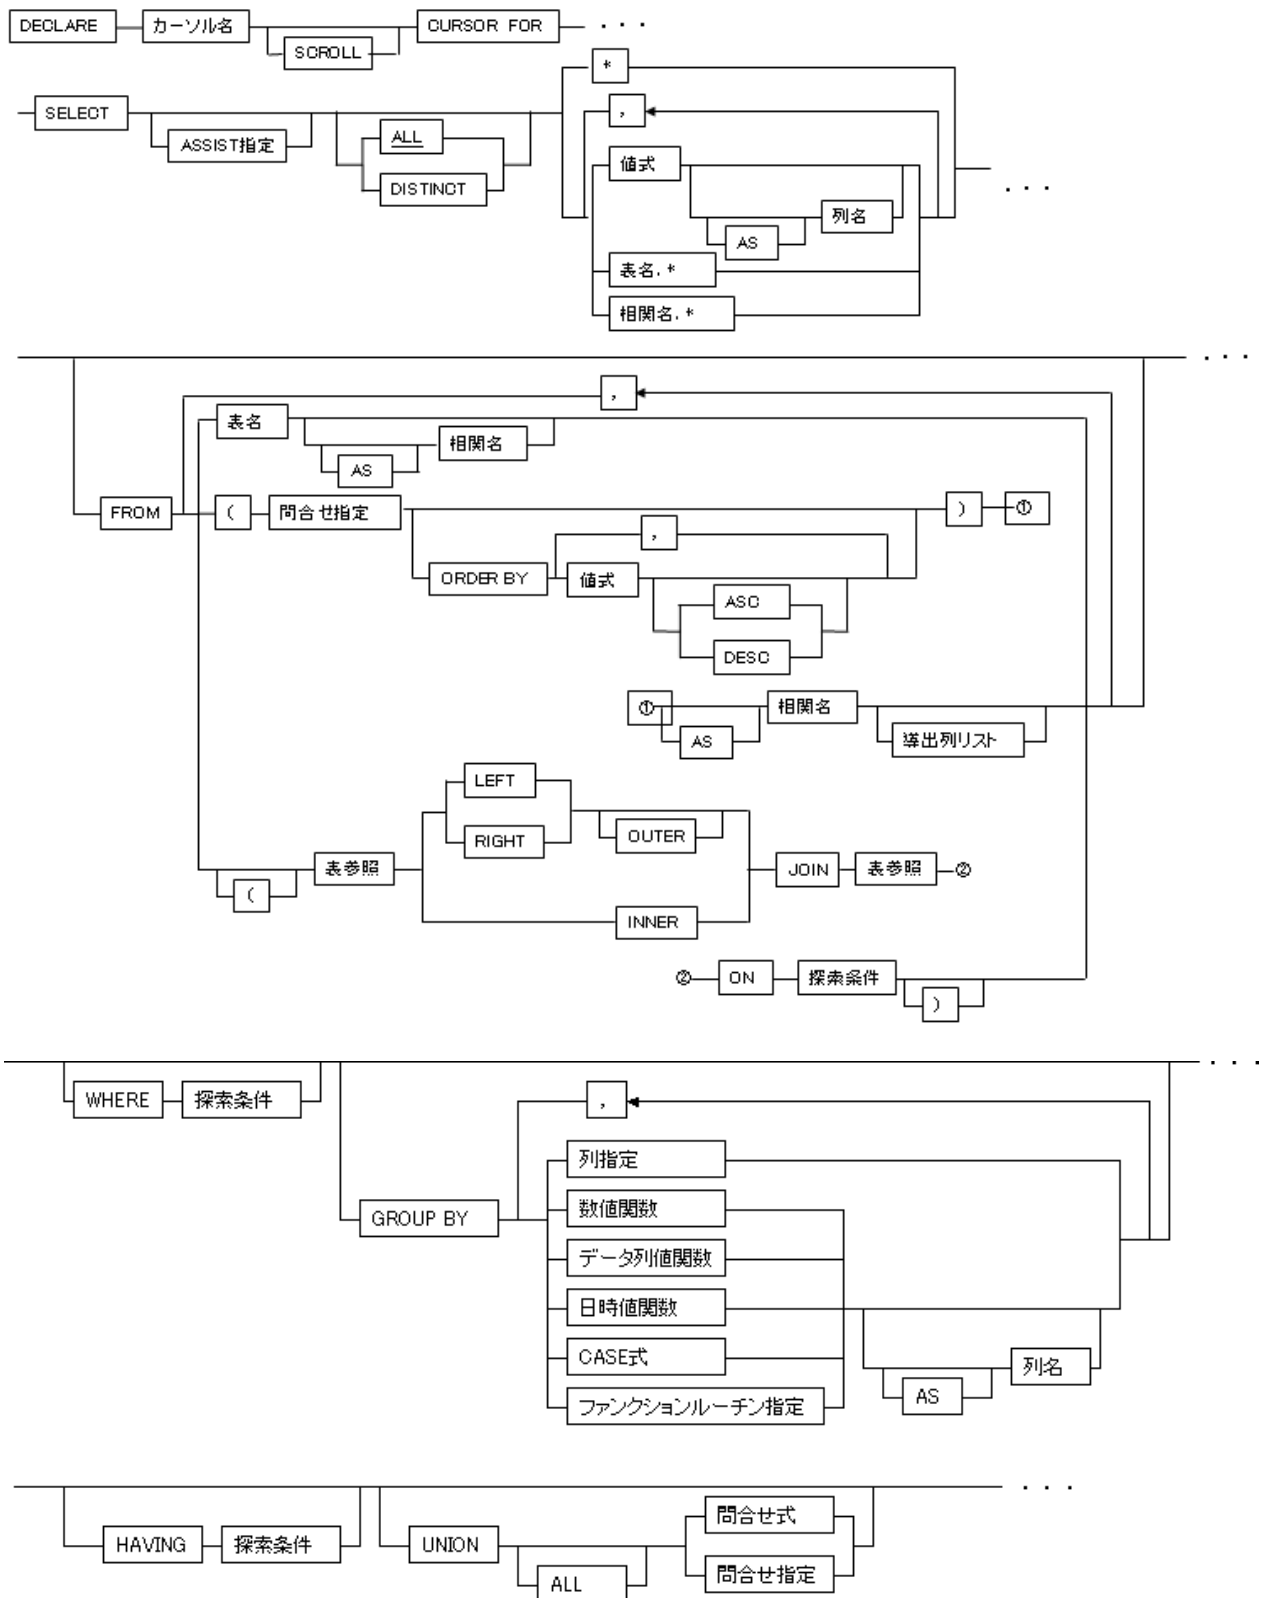 DECLARE カーソル名 CURSOR FOR ・・・
SCROLL
*
SELECT ,
ASSIST指定 ALL
DISTINCT
値式
・・・
列名
AS
表名.*
相関名.*
・・・
,
表名
相関名
AS
FROM ( 問合せ指定 ) ①
,
ORDER BY 値式
ASC
DESC
① 相関名
AS 導出列リスト
LEFT
RIGHT OUTER
表参照 JOIN 表参照 ②
(
INNER
② ON 探索条件
)
・・・
WHERE 探索条件 ,
列指定
GROUP BY 数値関数
データ列値関数
日時値関数
CASE式 列名
AS
ファンクションルーチン指定
・・・
問合せ式
HAVING 探索条件 UNION
ALL 問合せ指定